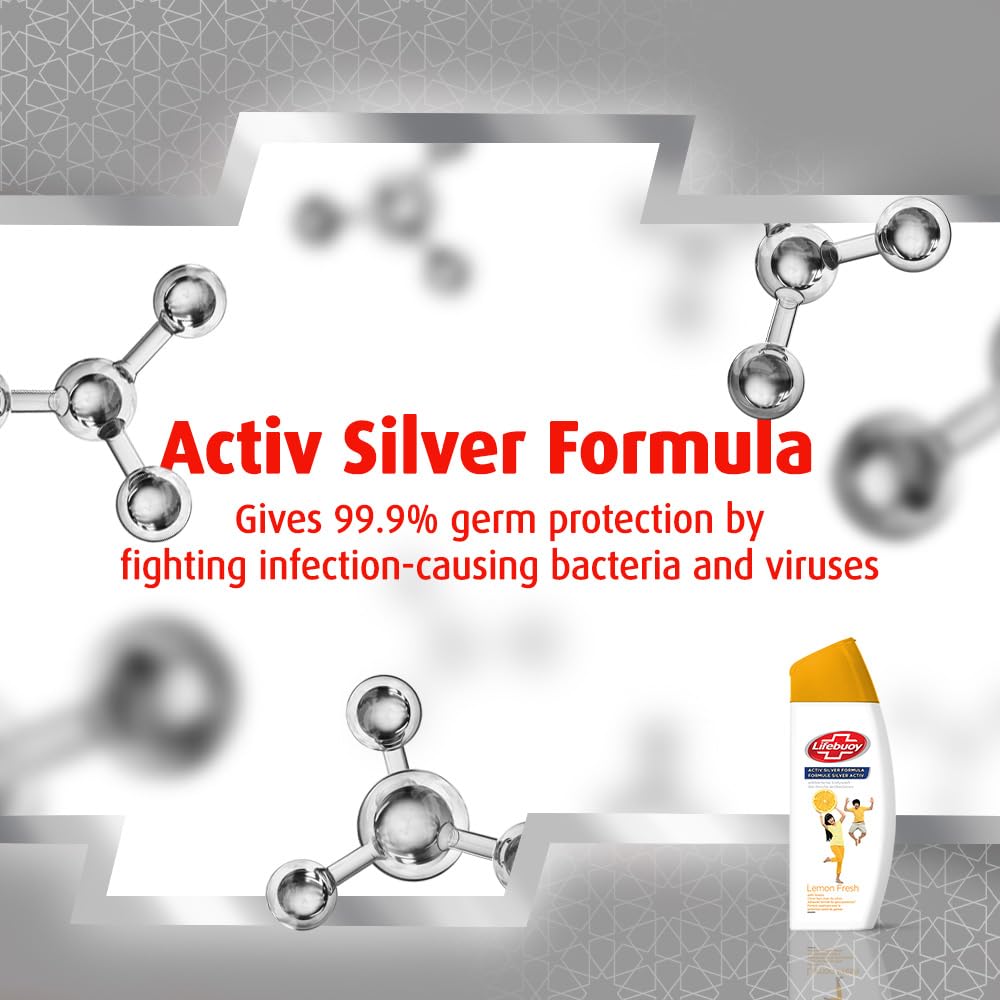 Activ Silver Formula
Gives 99.9% germ protection by
fighting infection-causing bacteria and viruses
Lifebuoy
ACTIV SILVER FORMULA
FORMULE SILVER ACTIV
Lemon Fresh